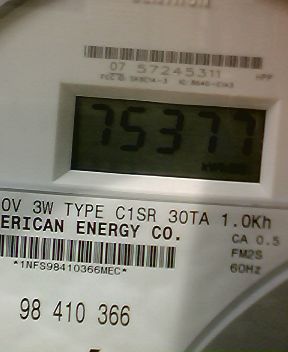 07 57245311
HPP
75377
0V 3W TYPE C1SR 30TA 1.0Kh
ERICAN ENERGY CO.
CA 0.5
FM2S
60Hz
*1NFS98410366MEC*
98 410 366